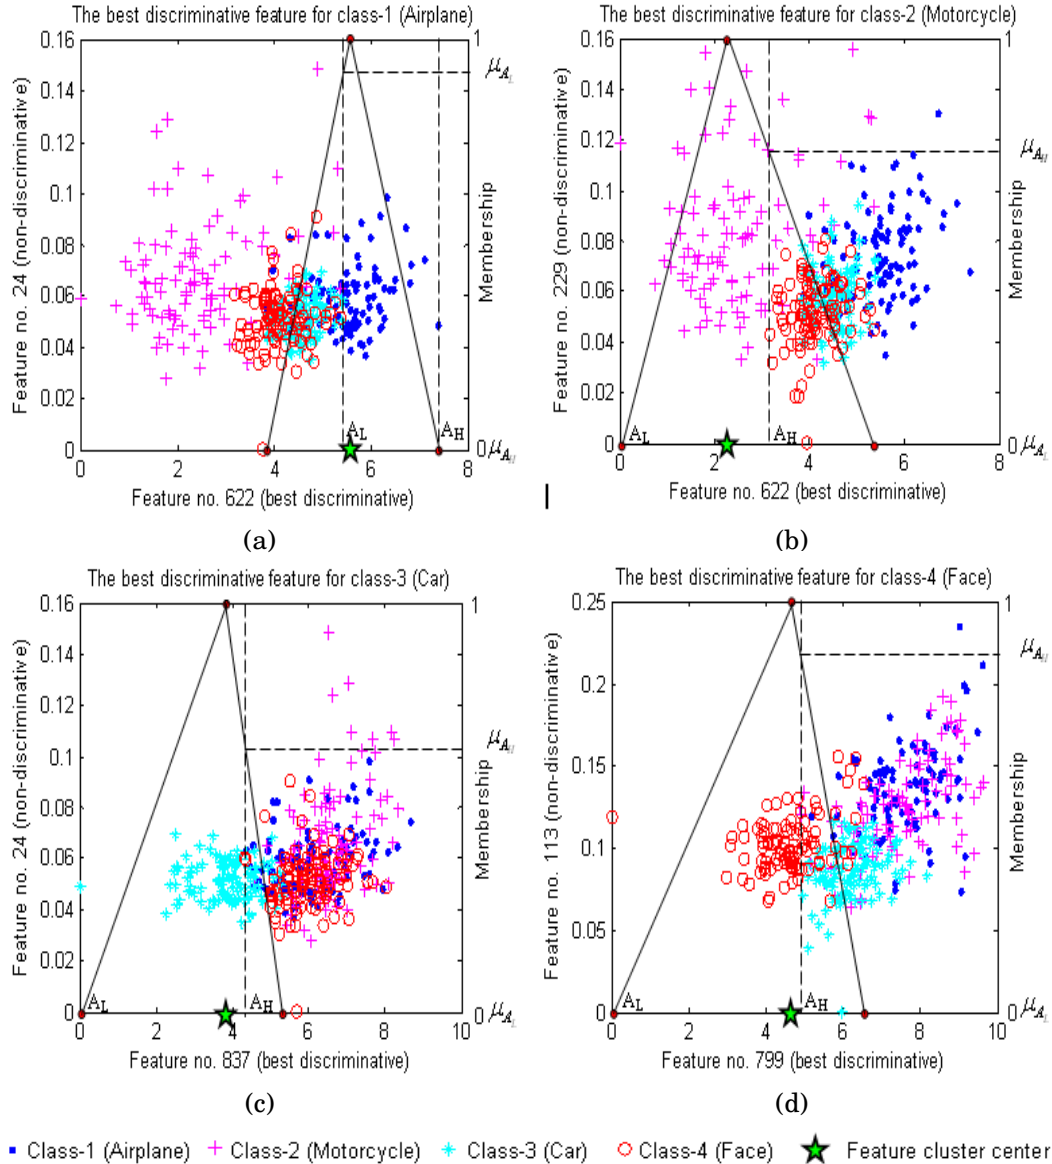 The best discriminative feature for class-1 (Airplane)
Feature no. 24 (non-discriminative)
0.16
0.14
0.12
0.1
0.08
0.06
0.04
0.02
0
0 2 4 6 8
1
μ_A_L
Membership
0 μ_A_H
A_L A_H
Feature no. 622 (best discriminative)
(a)
The best discriminative feature for class-2 (Motorcycle)
Feature no. 229 (non-discriminative)
0.16
0.14
0.12
0.1
0.08
0.06
0.04
0.02
0
0 2 4 6 8
1
μ_A_H
Membership
0 μ_A_L
A_L A_H
Feature no. 622 (best discriminative)
(b)
The best discriminative feature for class-3 (Car)
Feature no. 24 (non-discriminative)
0.16
0.14
0.12
0.1
0.08
0.06
0.04
0.02
0
0 2 4 6 8 10
1
μ_A_H
Membership
0 μ_A_L
A_L A_H
Feature no. 837 (best discriminative)
(c)
The best discriminative feature for class-4 (Face)
Feature no. 113 (non-discriminative)
0.25
0.2
0.15
0.1
0.05
0
0 2 4 6 8 10
1
μ_A_H
Membership
0 μ_A_L
A_L A_H
Feature no. 799 (best discriminative)
(d)
Class-1 (Airplane) Class-2 (Motorcycle) Class-3 (Car) Class-4 (Face) Feature cluster center